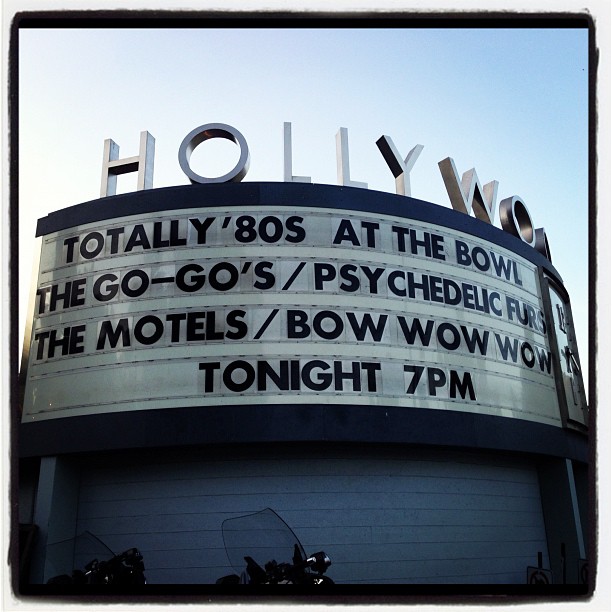 HOLLYWO
TOTALLY '80S AT THE BOWL
THE GO-GO'S / PSYCHEDELIC FURS
THE MOTELS / BOW WOW WOW
TONIGHT 7PM